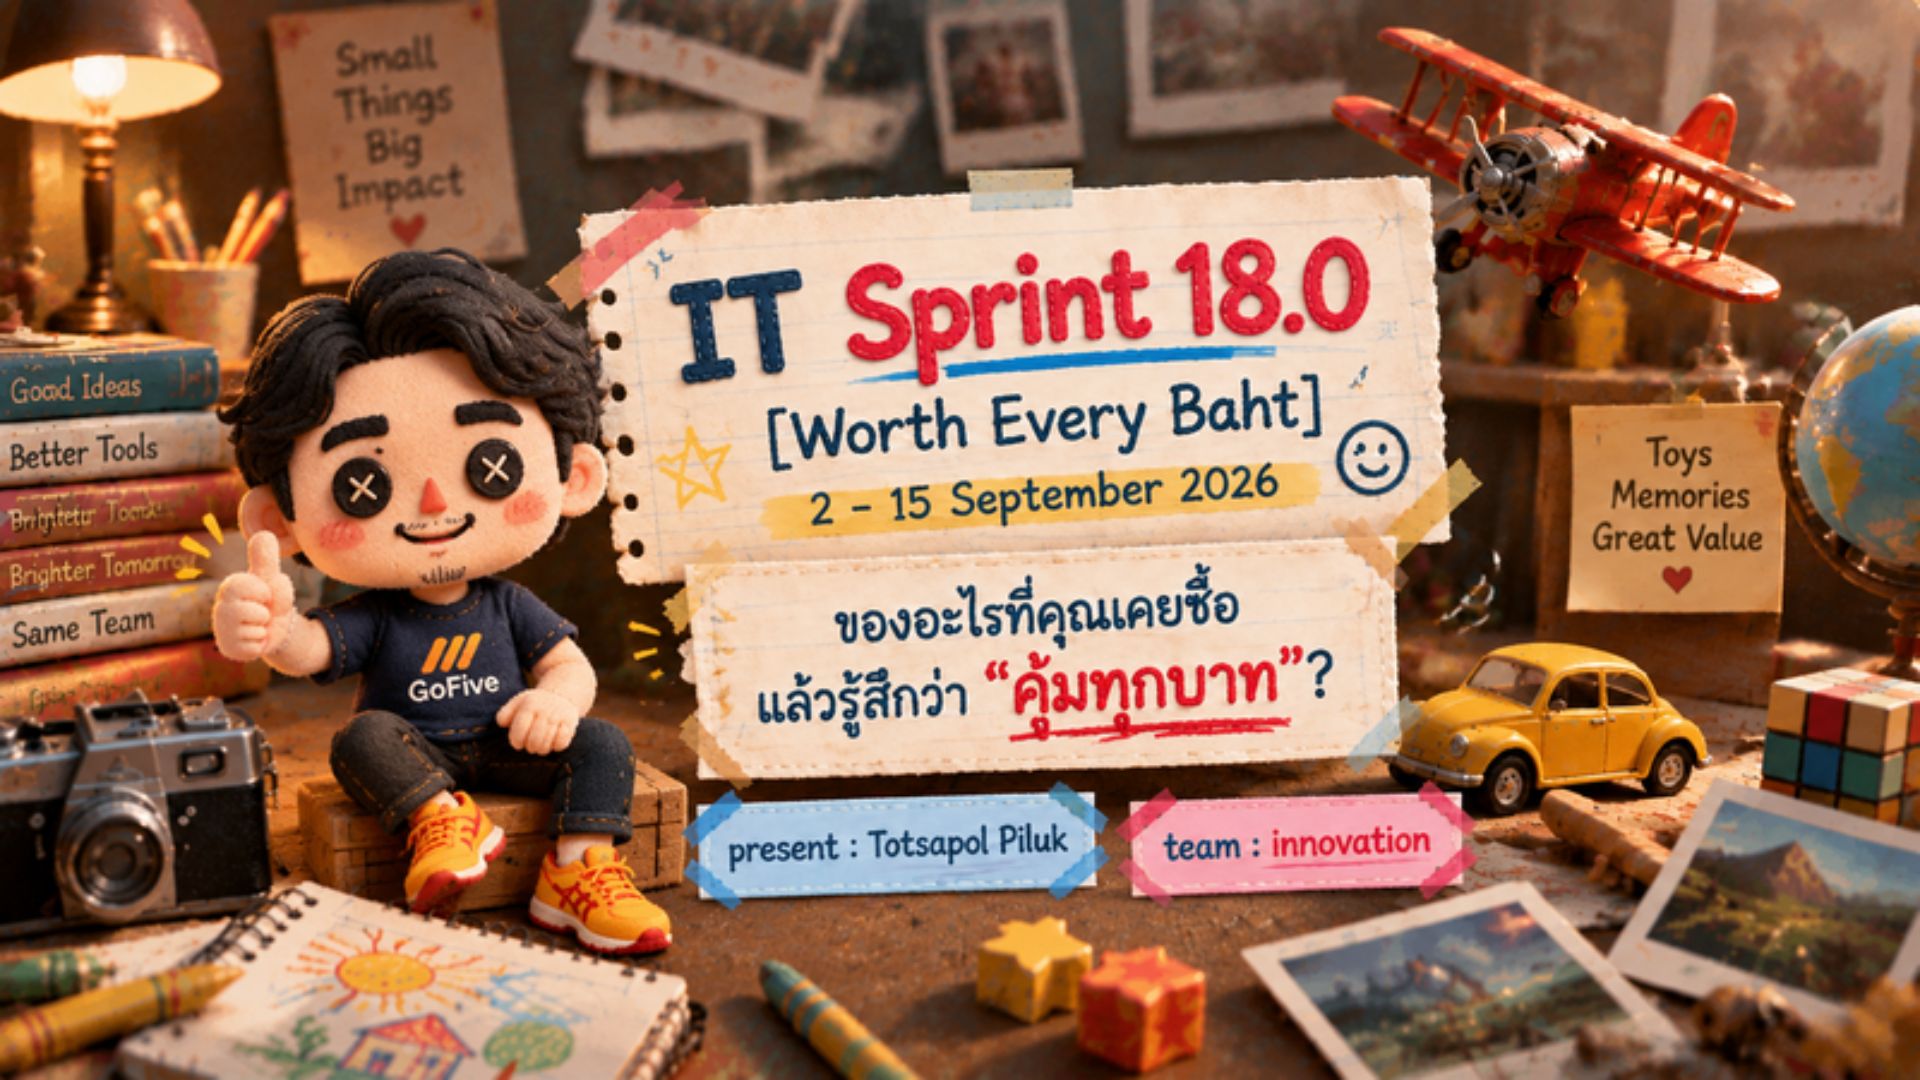 Small
Things
Big
Impact
Good Ideas
Better Tools
Brighter Tomorrow
Same Team
GoFive
IT Sprint 18.0
[Worth Every Baht]
2 - 15 September 2026
ของอะไรที่คุณเคยซื้อ
แล้วรู้สึกว่า “คุ้มทุกบาท”?
present : Totsapol Piluk
team : innovation
Toys
Memories
Great Value